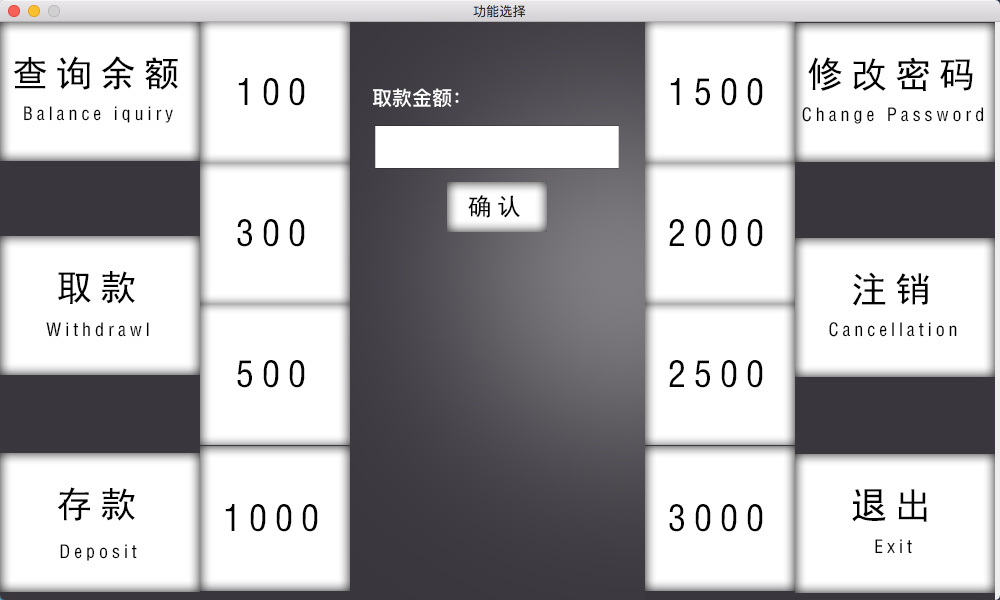 功能选择
查询余额
Balance iquiry
100
取款金额:
1500
修改密码
Change Password
确认
300
2000
取款
Withdrawl
注销
Cancellation
500
2500
存款
Deposit
1000
3000
退出
Exit